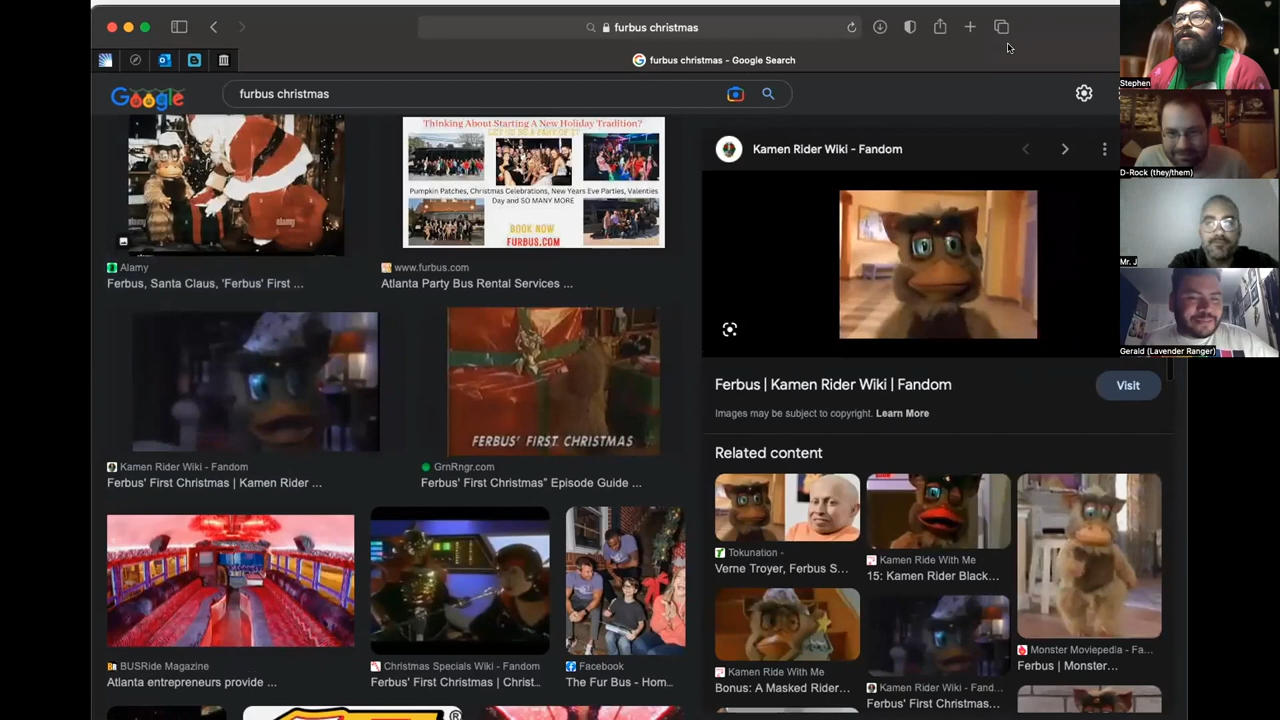 furbus christmas
furbus christmas - Google Search
Google
furbus christmas
Thinking About Starting A New Holiday Tradition?
Pumpkin Patches, Christmas Celebrations, New Years Eve Parties, Valenties
Day and SO MANY MORE
BOOK NOW
FURBUS.COM
alamy
alamy
Alamy
Ferbus, Santa Claus, 'Ferbus' First ...
www.furbus.com
Atlanta Party Bus Rental Services ...
FERBUS' FIRST CHRISTMAS
Kamen Rider Wiki - Fandom
Ferbus' First Christmas | Kamen Rider ...
GrnRngr.com
Ferbus' First Christmas" Episode Guide ...
BUSRide Magazine
Atlanta entrepreneurs provide ...
Christmas Specials Wiki - Fandom
Ferbus' First Christmas | Christ...
Facebook
The Fur Bus - Hom...
Kamen Rider Wiki - Fandom
Ferbus | Kamen Rider Wiki | Fandom
Visit
Images may be subject to copyright. Learn More
Related content
Tokunation -
Verne Troyer, Ferbus S...
Kamen Ride With Me
15: Kamen Rider Black...
Kamen Ride With Me
Bonus: A Masked Rider...
Kamen Rider Wiki - Fand...
Ferbus' First Christmas...
Monster Moviepedia - Fa...
Ferbus | Monster...
Stephen
D-Rock (they/them)
Mr. J
Gerald (Lavender Ranger)